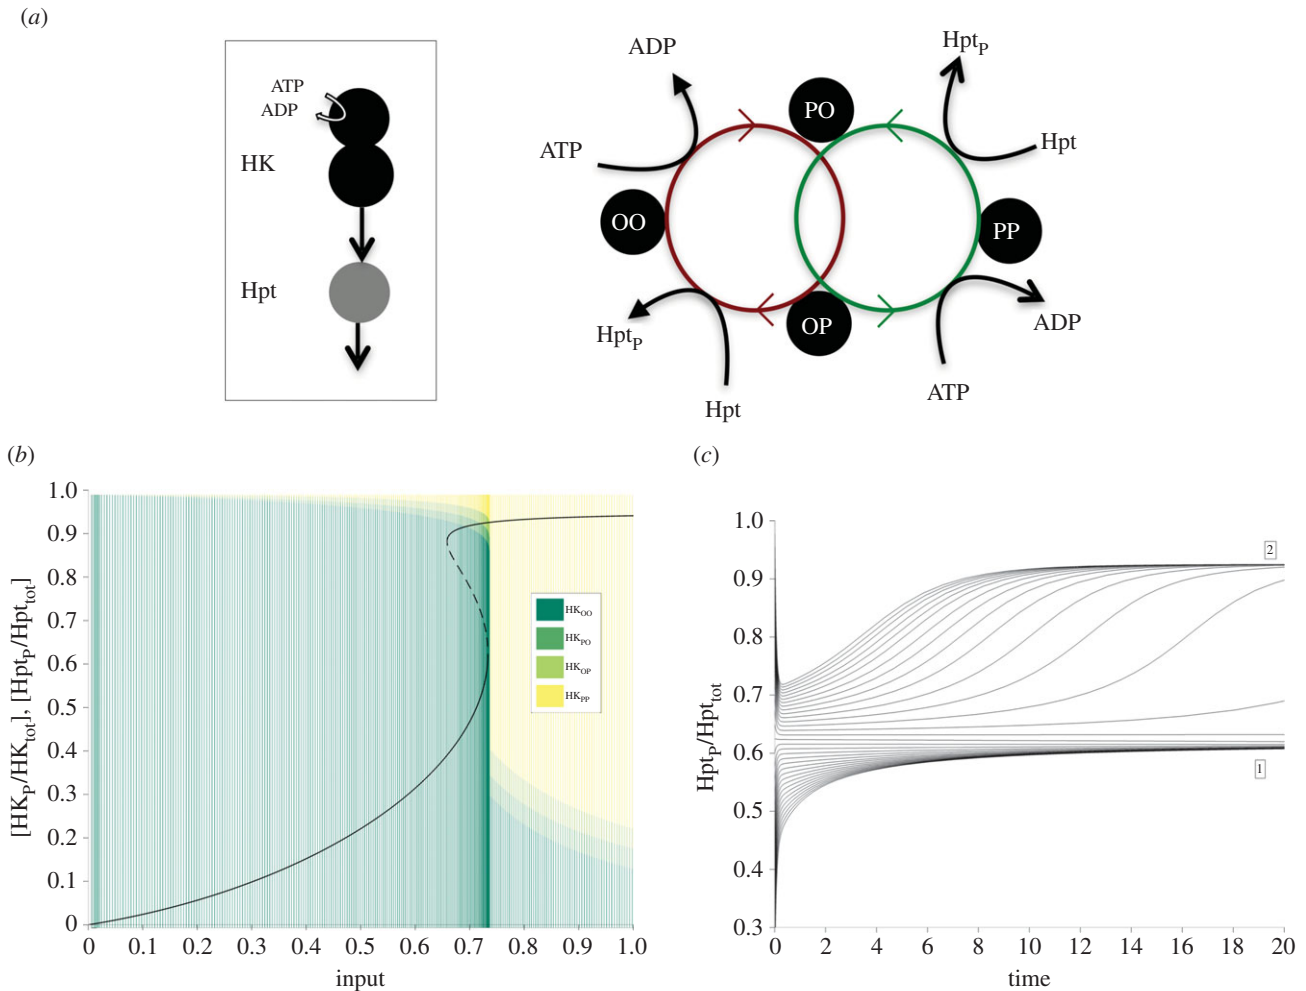 (a)
ATP
ADP
HK
Hpt
ADP
HptP
PO
ATP
Hpt
OO
PP
OP
HptP
ADP
Hpt
ATP
(b)
[HKP/HKtot], [HptP/Hpttot]
1.0
0.9
0.8
0.7
0.6
0.5
0.4
0.3
0.2
0.1
0
HKOO
HKPO
HKOP
HKPP
0 0.1 0.2 0.3 0.4 0.5 0.6 0.7 0.8 0.9 1.0
input
(c)
HptP/Hpttot
1.0
0.9
0.8
0.7
0.6
0.5
0.4
0.3
2
1
0 2 4 6 8 10 12 14 16 18 20
time